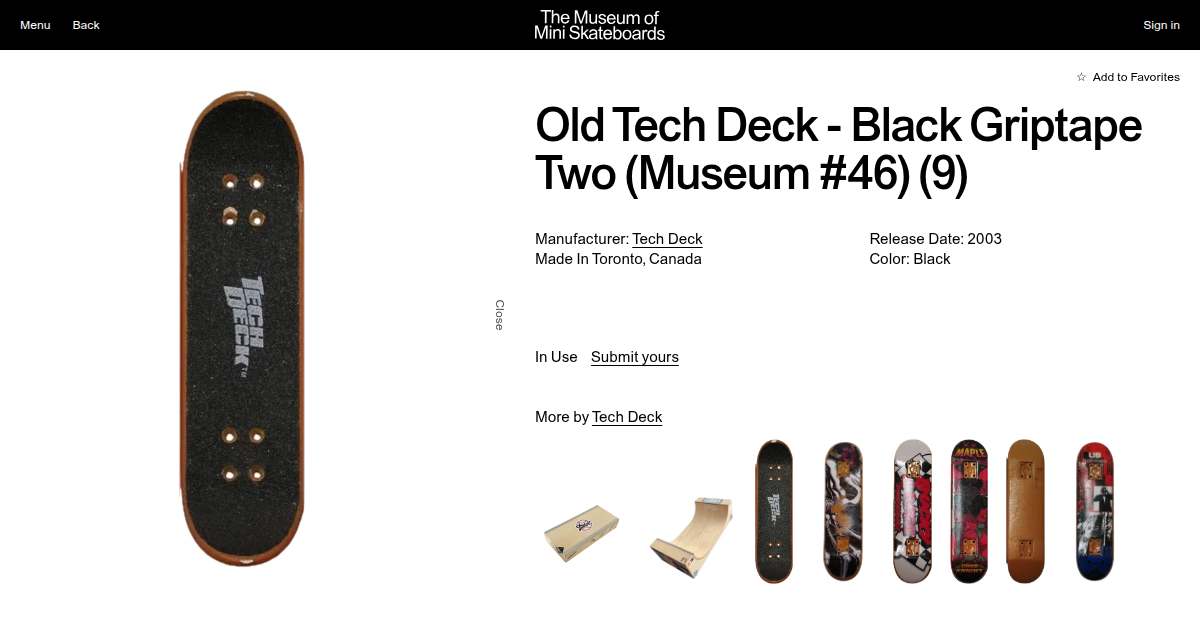 Menu
Back
The Museum of
Mini Skateboards
Sign in
☆ Add to Favorites
Old Tech Deck - Black Griptape
Two (Museum #46) (9)
Manufacturer: Tech Deck
Release Date: 2003
Made In Toronto, Canada
Color: Black
TECH
DECK™
Close
In Use
Submit yours
More by Tech Deck
TECH
DECK
MAPLE